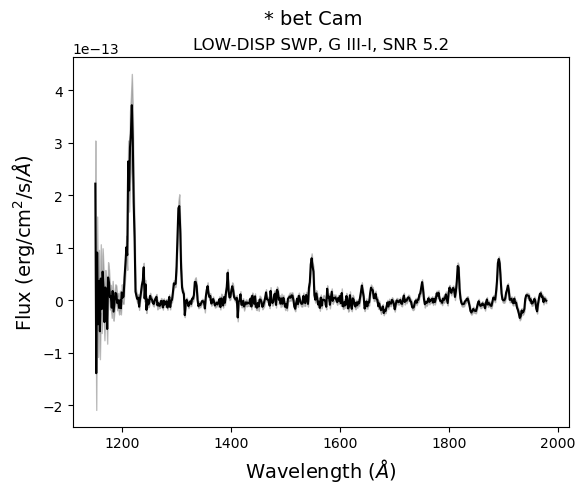 * bet Cam
LOW-DISP SWP, G III-I, SNR 5.2
1e−13
4
3
2
1
0
−1
−2
Flux (erg/cm²/s/Å)
1200 1400 1600 1800 2000
Wavelength (Å)